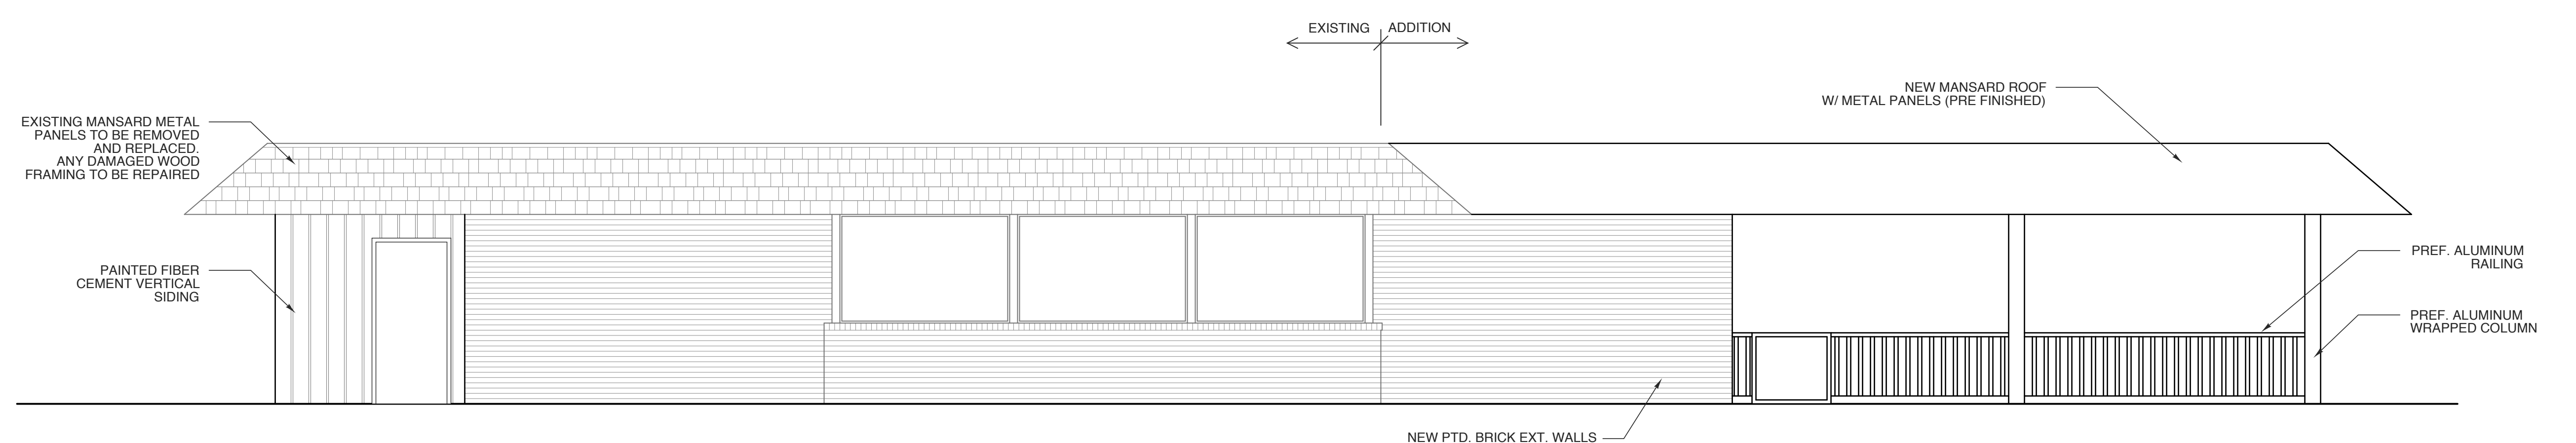 EXISTING
ADDITION
NEW MANSARD ROOF
W/ METAL PANELS (PRE FINISHED)
EXISTING MANSARD METAL
PANELS TO BE REMOVED
AND REPLACED.
ANY DAMAGED WOOD
FRAMING TO BE REPAIRED
PAINTED FIBER
CEMENT VERTICAL
SIDING
PREF. ALUMINUM
RAILING
PREF. ALUMINUM
WRAPPED COLUMN
NEW PTD. BRICK EXT. WALLS